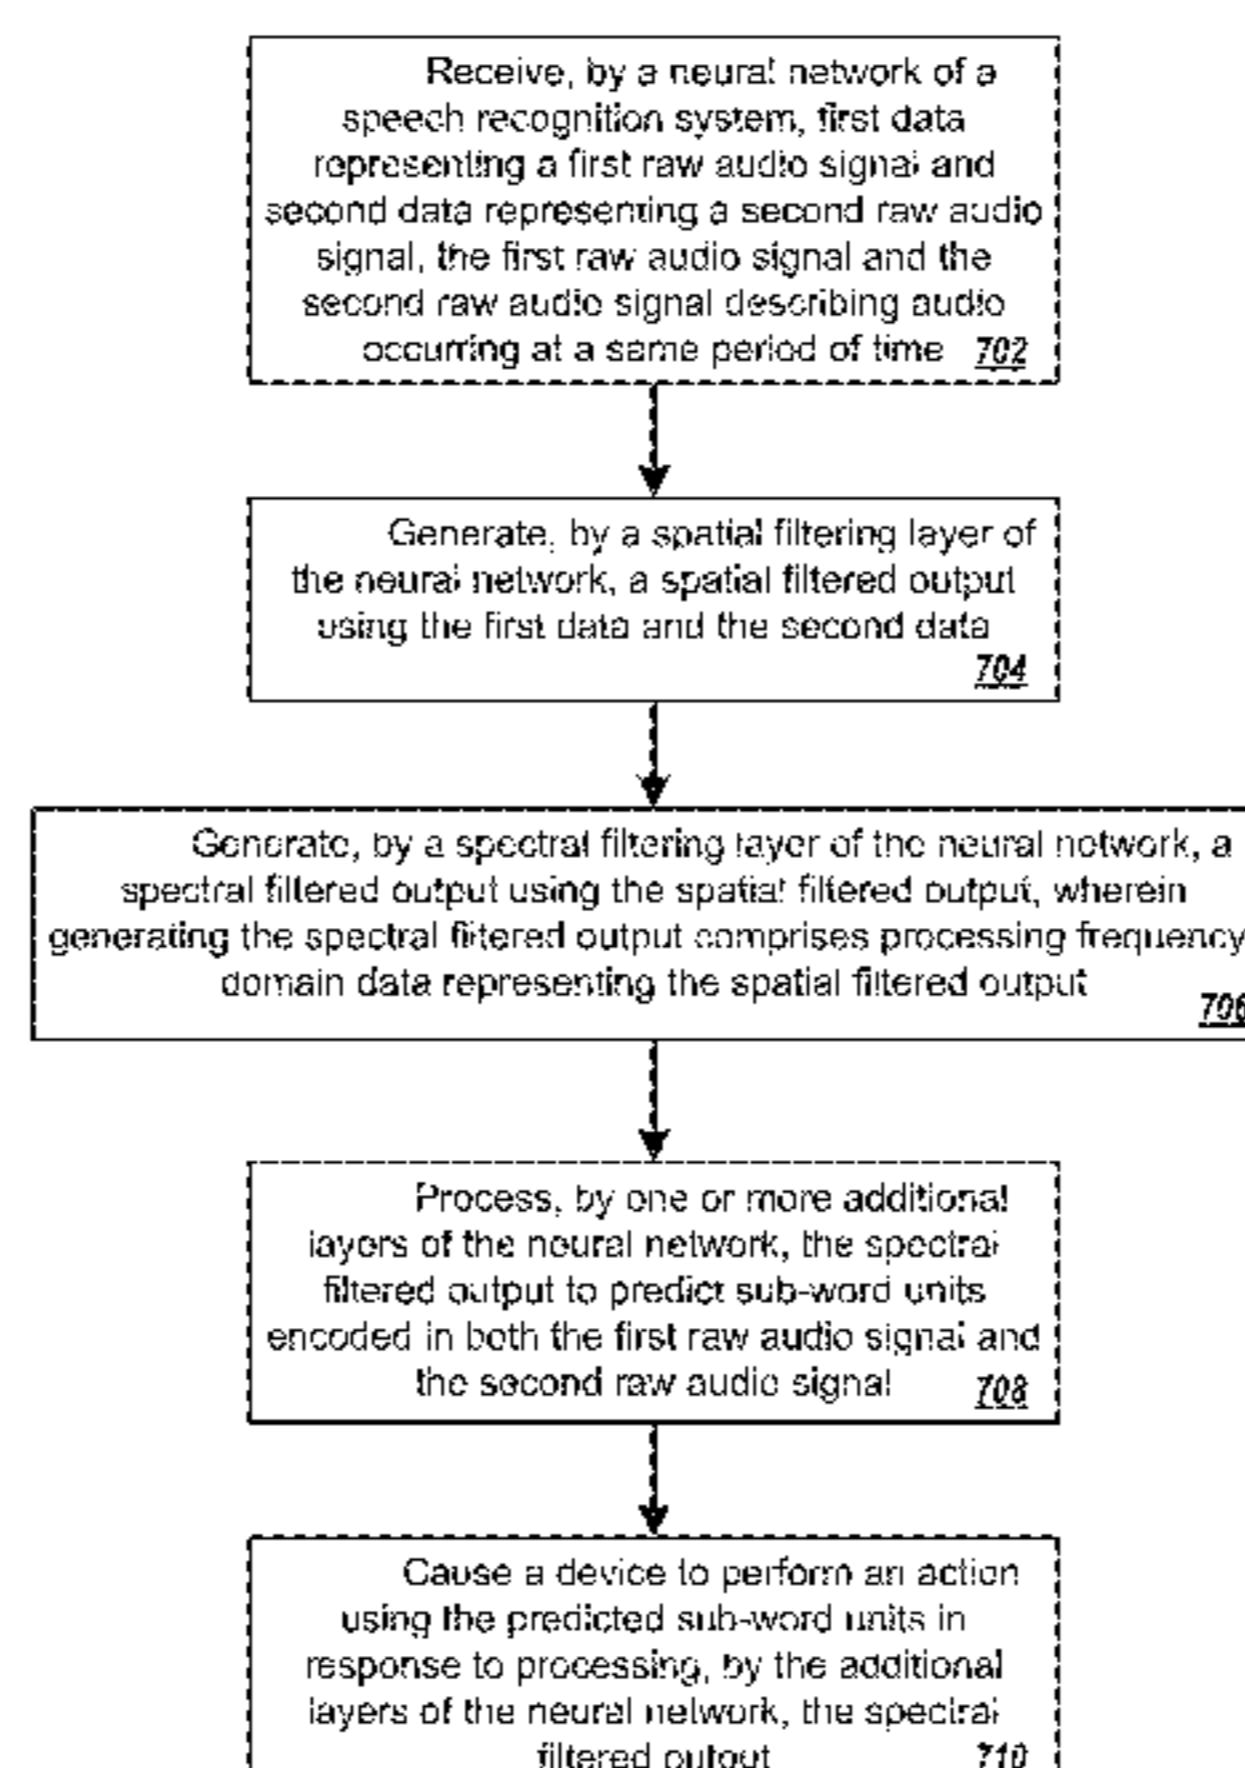 Receive, by a neural network of a
speech recognition system, first data
representing a first raw audio signal and
second data representing a second raw audio
signal, the first raw audio signal and the
second raw audio signal describing audio
occurring at a same period of time 702
Generate, by a spatial filtering layer of
the neural network, a spatial filtered output
using the first data and the second data
704
Generate, by a spectral filtering layer of the neural network, a
spectral filtered output using the spatial filtered output, wherein
generating the spectral filtered output comprises processing frequency
domain data representing the spatial filtered output
706
Process, by one or more additional
layers of the neural network, the spectral
filtered output to predict sub-word units
encoded in both the first raw audio signal and
the second raw audio signal 708
Cause a device to perform an action
using the predicted sub-word units in
response to processing, by the additional
layers of the neural network, the spectral
filtered output 710